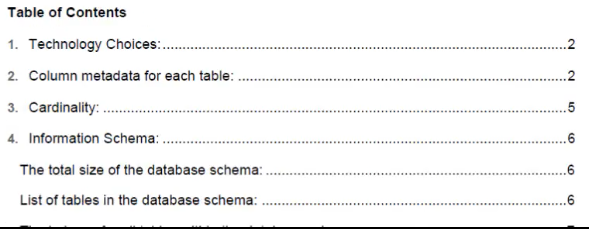 Table of Contents
1. Technology Choices:.................................................................................................2
2. Column metadata for each table: ................................................................................2
3. Cardinality: ...............................................................................................................5
4. Information Schema: .................................................................................................6
The total size of the database schema: .........................................................................6
List of tables in the database schema: ..........................................................................6